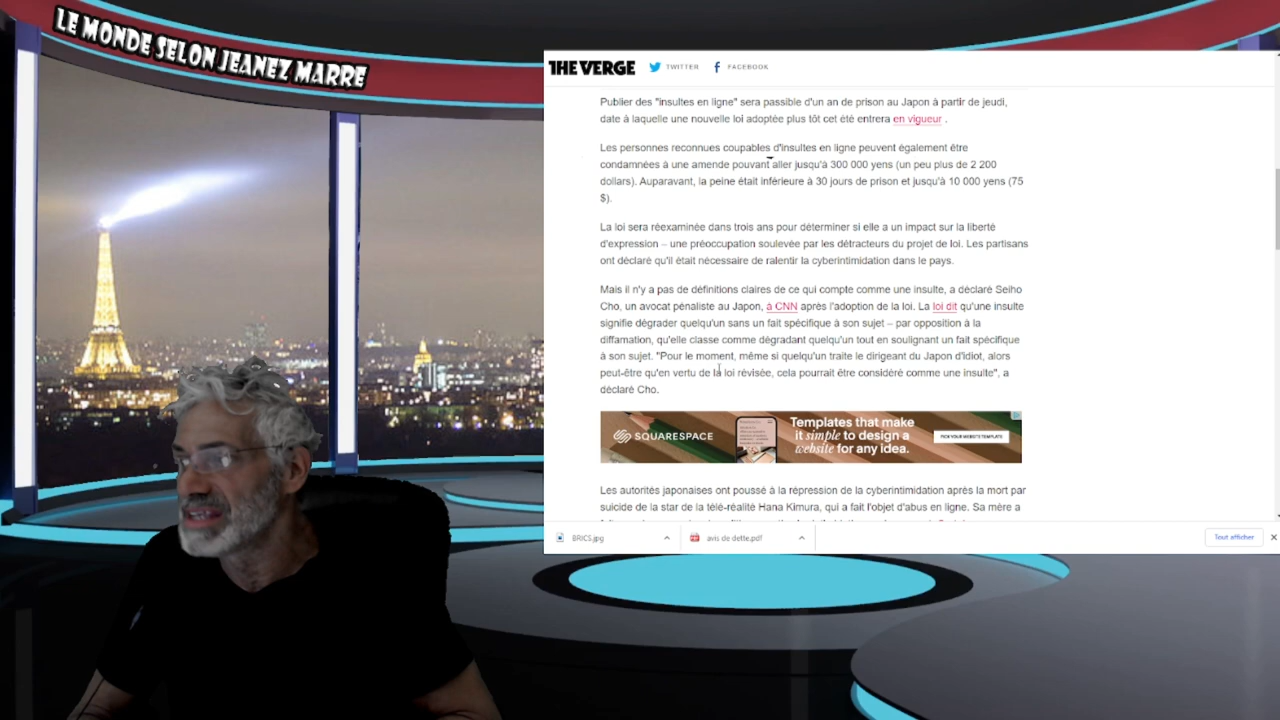 LE MONDE SELON JEANEZ MARRE
THE VERGE
TWITTER
FACEBOOK
Publier des "insultes en ligne" sera passible d'un an de prison au Japon à partir de jeudi,
date à laquelle une nouvelle loi adoptée plus tôt cet été entrera en vigueur .
Les personnes reconnues coupables d'insultes en ligne peuvent également être
condamnées à une amende pouvant aller jusqu'à 300 000 yens (un peu plus de 2 200
dollars). Auparavant, la peine était inférieure à 30 jours de prison et jusqu'à 10 000 yens (75
$).
La loi sera réexaminée dans trois ans pour déterminer si elle a un impact sur la liberté
d'expression – une préoccupation soulevée par les détracteurs du projet de loi. Les partisans
ont déclaré qu'il était nécessaire de ralentir la cyberintimidation dans le pays.
Mais il n'y a pas de définitions claires de ce qui compte comme une insulte, a déclaré Seiho
Cho, un avocat pénaliste au Japon, à CNN après l'adoption de la loi. La loi dit qu'une insulte
signifie dégrader quelqu'un sans un fait spécifique à son sujet – par opposition à la
diffamation, qu'elle classe comme dégradant quelqu'un tout en soulignant un fait spécifique
à son sujet. "Pour le moment, même si quelqu'un traite le dirigeant du Japon d'idiot, alors
peut-être qu'en vertu de la loi révisée, cela pourrait être considéré comme une insulte", a
déclaré Cho.
SQUARESPACE
Templates that make
it simple to design a
website for any idea.
PICK YOUR WEBSITE TEMPLATE
Les autorités japonaises ont poussé à la répression de la cyberintimidation après la mort par
suicide de la star de la télé-réalité Hana Kimura, qui a fait l'objet d'abus en ligne. Sa mère a
BRICS.jpg
avis de dette.pdf
Tout afficher